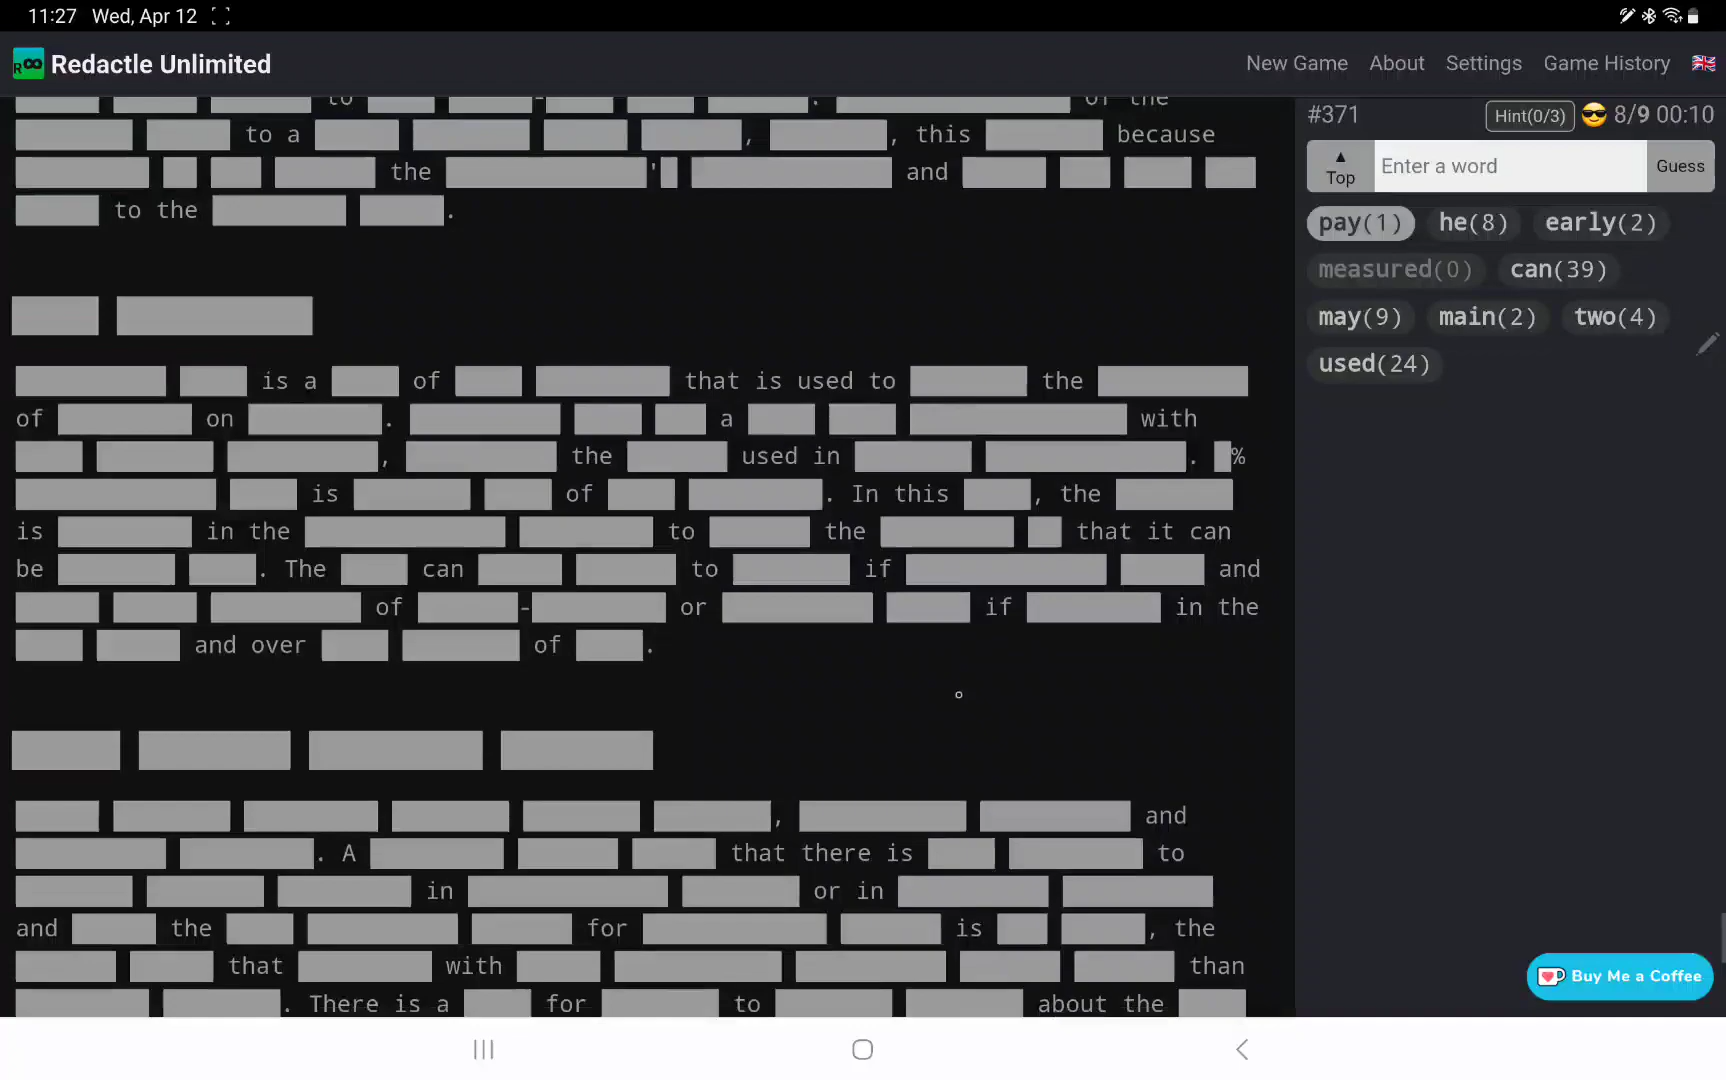 11:27 Wed, Apr 12
Redactle Unlimited
New Game About Settings Game History
#371 Hint(0/3) 😎 8/9 00:10
▲ Top Enter a word Guess
pay(1) he(8) early(2)
measured(0) can(39)
may(9) main(2) two(4)
used(24)
to - . of the
to a , , this because
the ' and
to the .
is a of that is used to the
of on . a with
, the used in . %
is of . In this , the
is in the to the that it can
be . The can to if and
of - or if in the
and over of .
, and
. A that there is to
in or in
and the for is , the
that with than
. There is a for to about the
Buy Me a Coffee